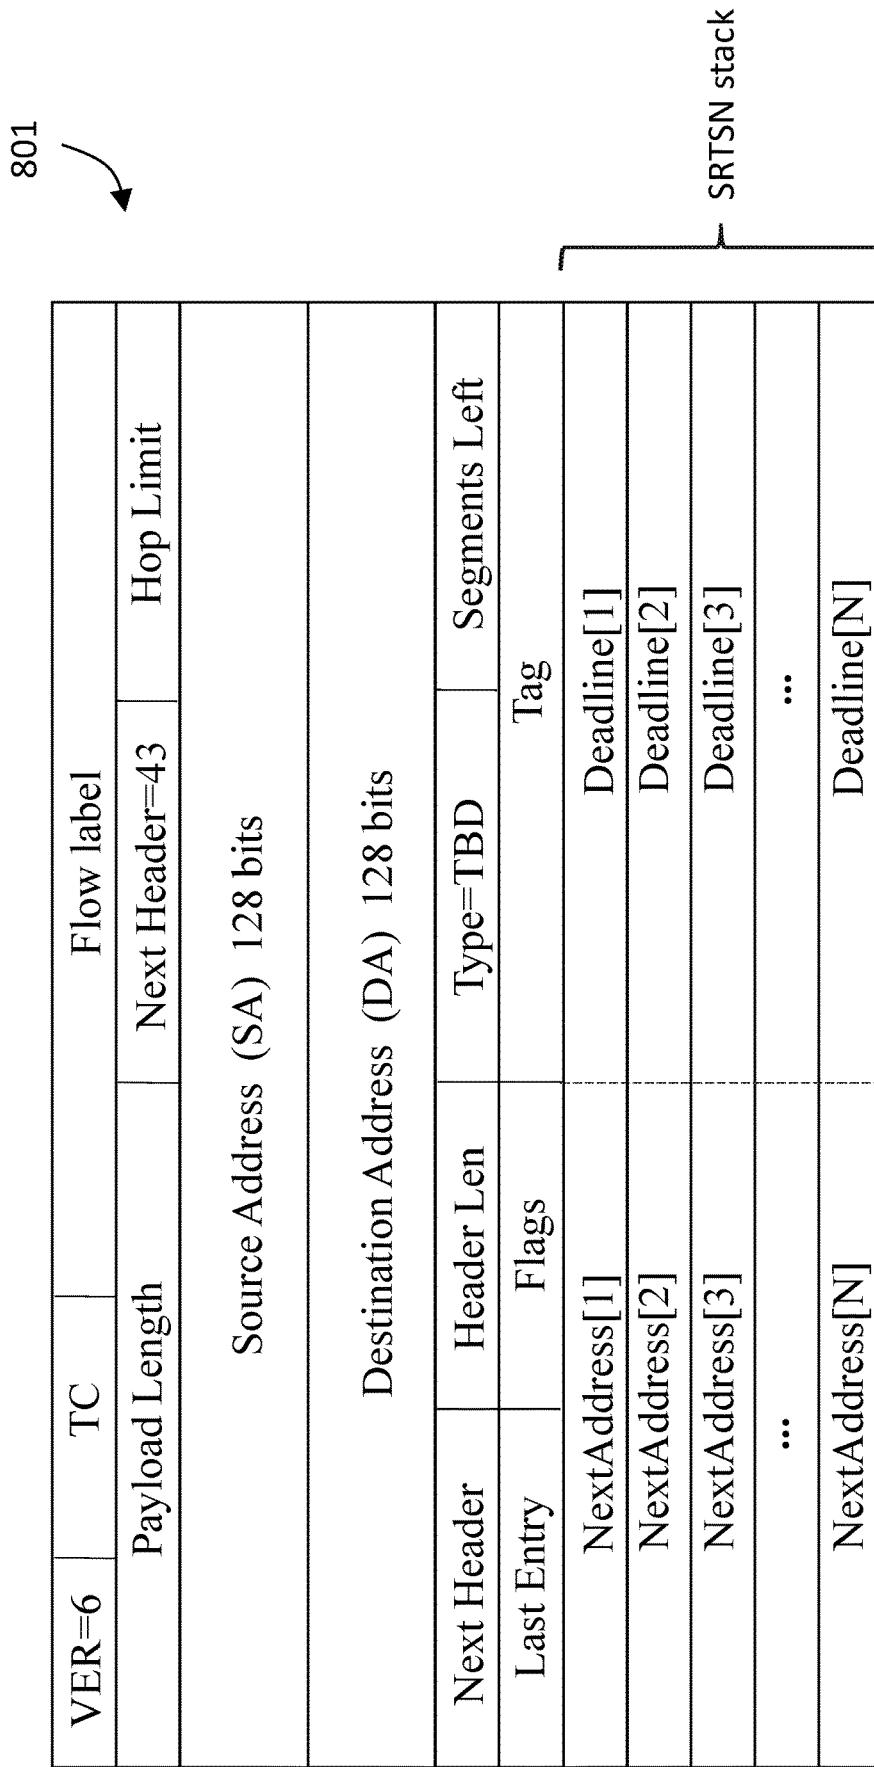 801
VER=6 TC Flow label
Payload Length Next Header=43 Hop Limit
Source Address (SA) 128 bits
Destination Address (DA) 128 bits
Next Header Header Len Type=TBD Segments Left
Last Entry Flags Tag
NextAddress[1] Deadline[1]
NextAddress[2] Deadline[2]
NextAddress[3] Deadline[3]
... ...
NextAddress[N] Deadline[N]
SRTSN stack